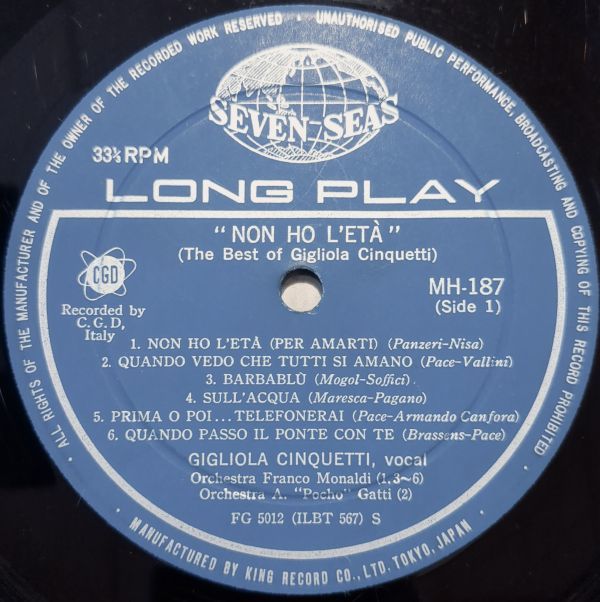 • ALL RIGHTS OF THE MANUFACTURER AND OF THE OWNER OF THE RECORDED WORK RESERVED • UNAUTHORISED PUBLIC PERFORMANCE, BROADCASTING AND COPYING OF THIS RECORD PROHIBITED •
SEVEN-SEAS
33⅓ RPM
LONG PLAY
"NON HO L'ETÀ"
(The Best of Gigliola Cinquetti)
CGD
Recorded by
C.G.D,
Italy
MH-187
(Side 1)
1. NON HO L'ETÀ (PER AMARTI) (Panzeri-Nisa)
2. QUANDO VEDO CHE TUTTI SI AMANO (Pace-Vallini)
3. BARBABLÙ (Mogol-Soffici)
4. SULL'ACQUA (Maresca-Pagano)
5. PRIMA O POI...TELEFONERAI (Pace-Armando Canfora)
6. QUANDO PASSO IL PONTE CON TE (Brassens-Pace)
GIGLIOLA CINQUETTI, vocal
Orchestra Franco Monaldi (1.3~6)
Orchestra A. "Pocho" Gatti (2)
FG 5012 (ILBT 567) S
• MANUFACTURED BY KING RECORD CO., LTD. TOKYO, JAPAN •